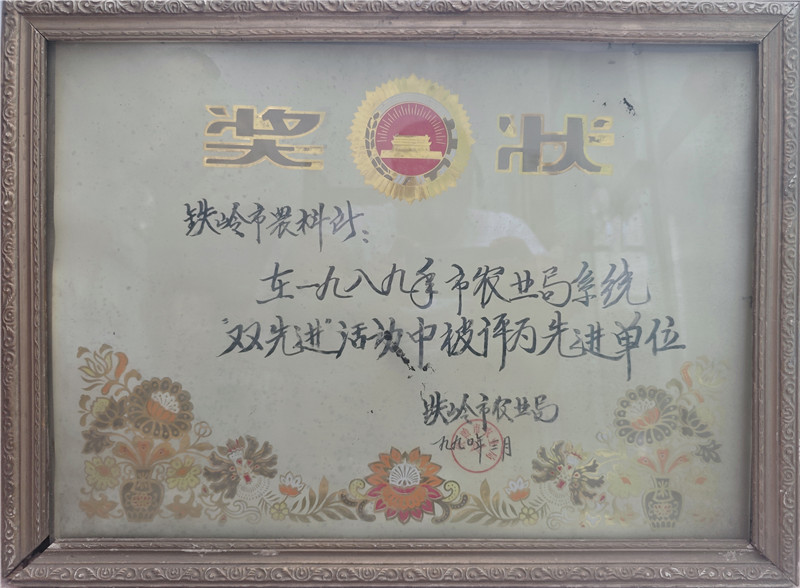 奖状
铁岭市农科所:
在一九八九年市农业局系统
"双先进"活动中被评为先进单位
铁岭市农业局
一九九〇年三月